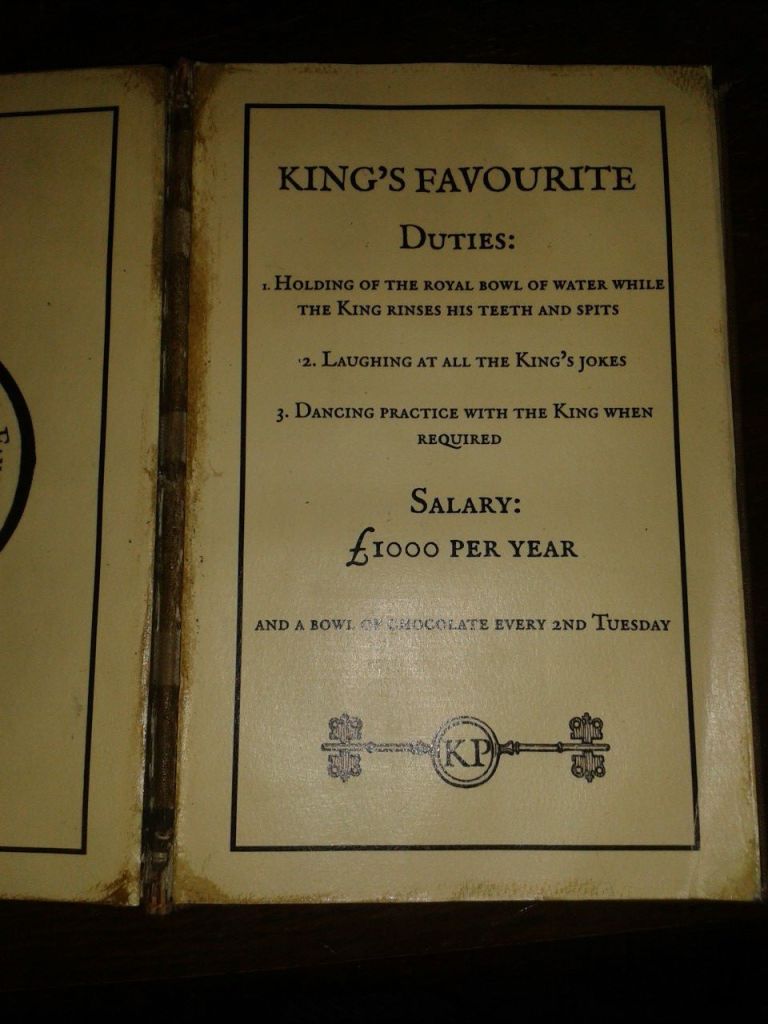 KING'S FAVOURITE
DUTIES:
1. HOLDING OF THE ROYAL BOWL OF WATER WHILE
THE KING RINSES HIS TEETH AND SPITS
2. LAUGHING AT ALL THE KING'S JOKES
3. DANCING PRACTICE WITH THE KING WHEN
REQUIRED
SALARY:
£1000 PER YEAR
AND A BOWL OF CHOCOLATE EVERY 2ND TUESDAY
KP